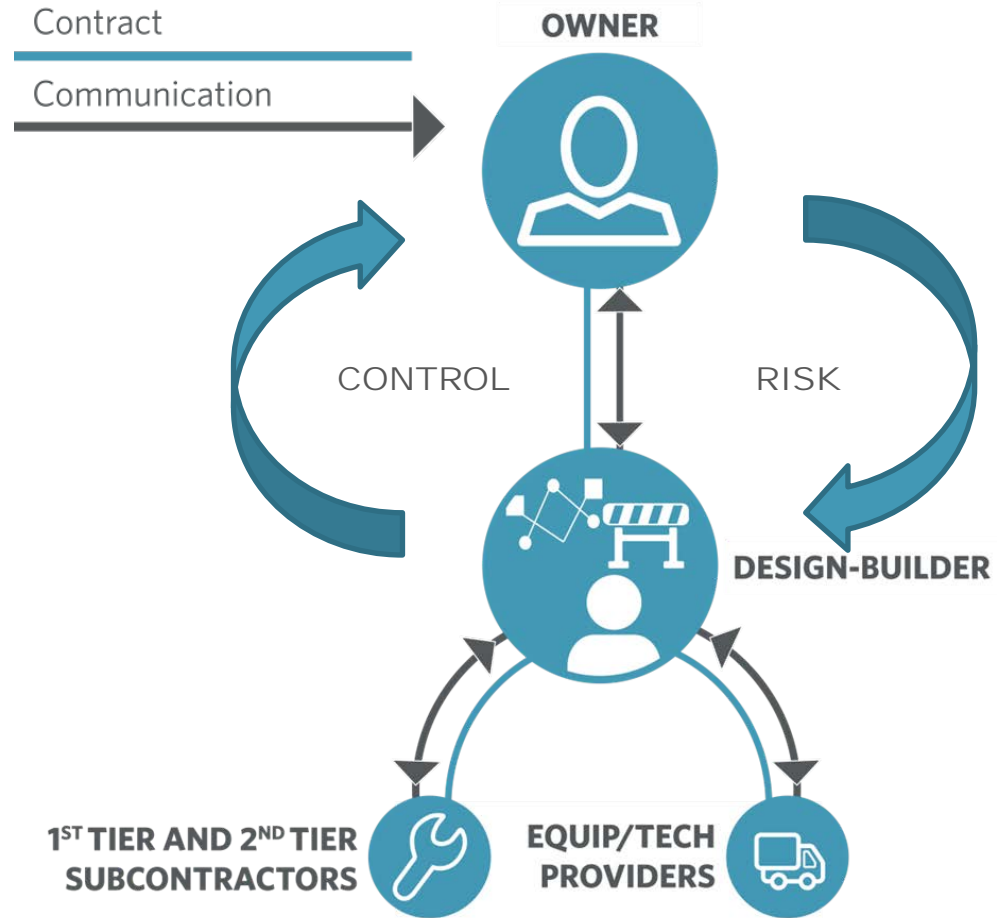 Contract
Communication
OWNER
CONTROL
RISK
DESIGN-BUILDER
1ST TIER AND 2ND TIER
SUBCONTRACTORS
EQUIP/TECH
PROVIDERS